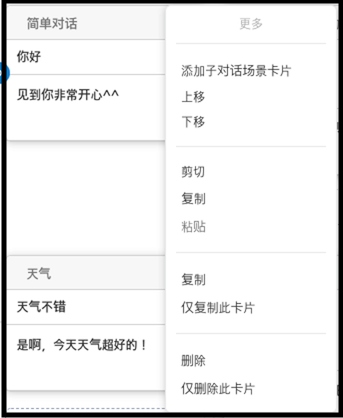 简单对话
你好
见到你非常开心^^
天气
天气不错
是啊，今天天气超好的！
更多
添加子对话场景卡片
上移
下移
剪切
复制
粘贴
复制
仅复制此卡片
删除
仅删除此卡片